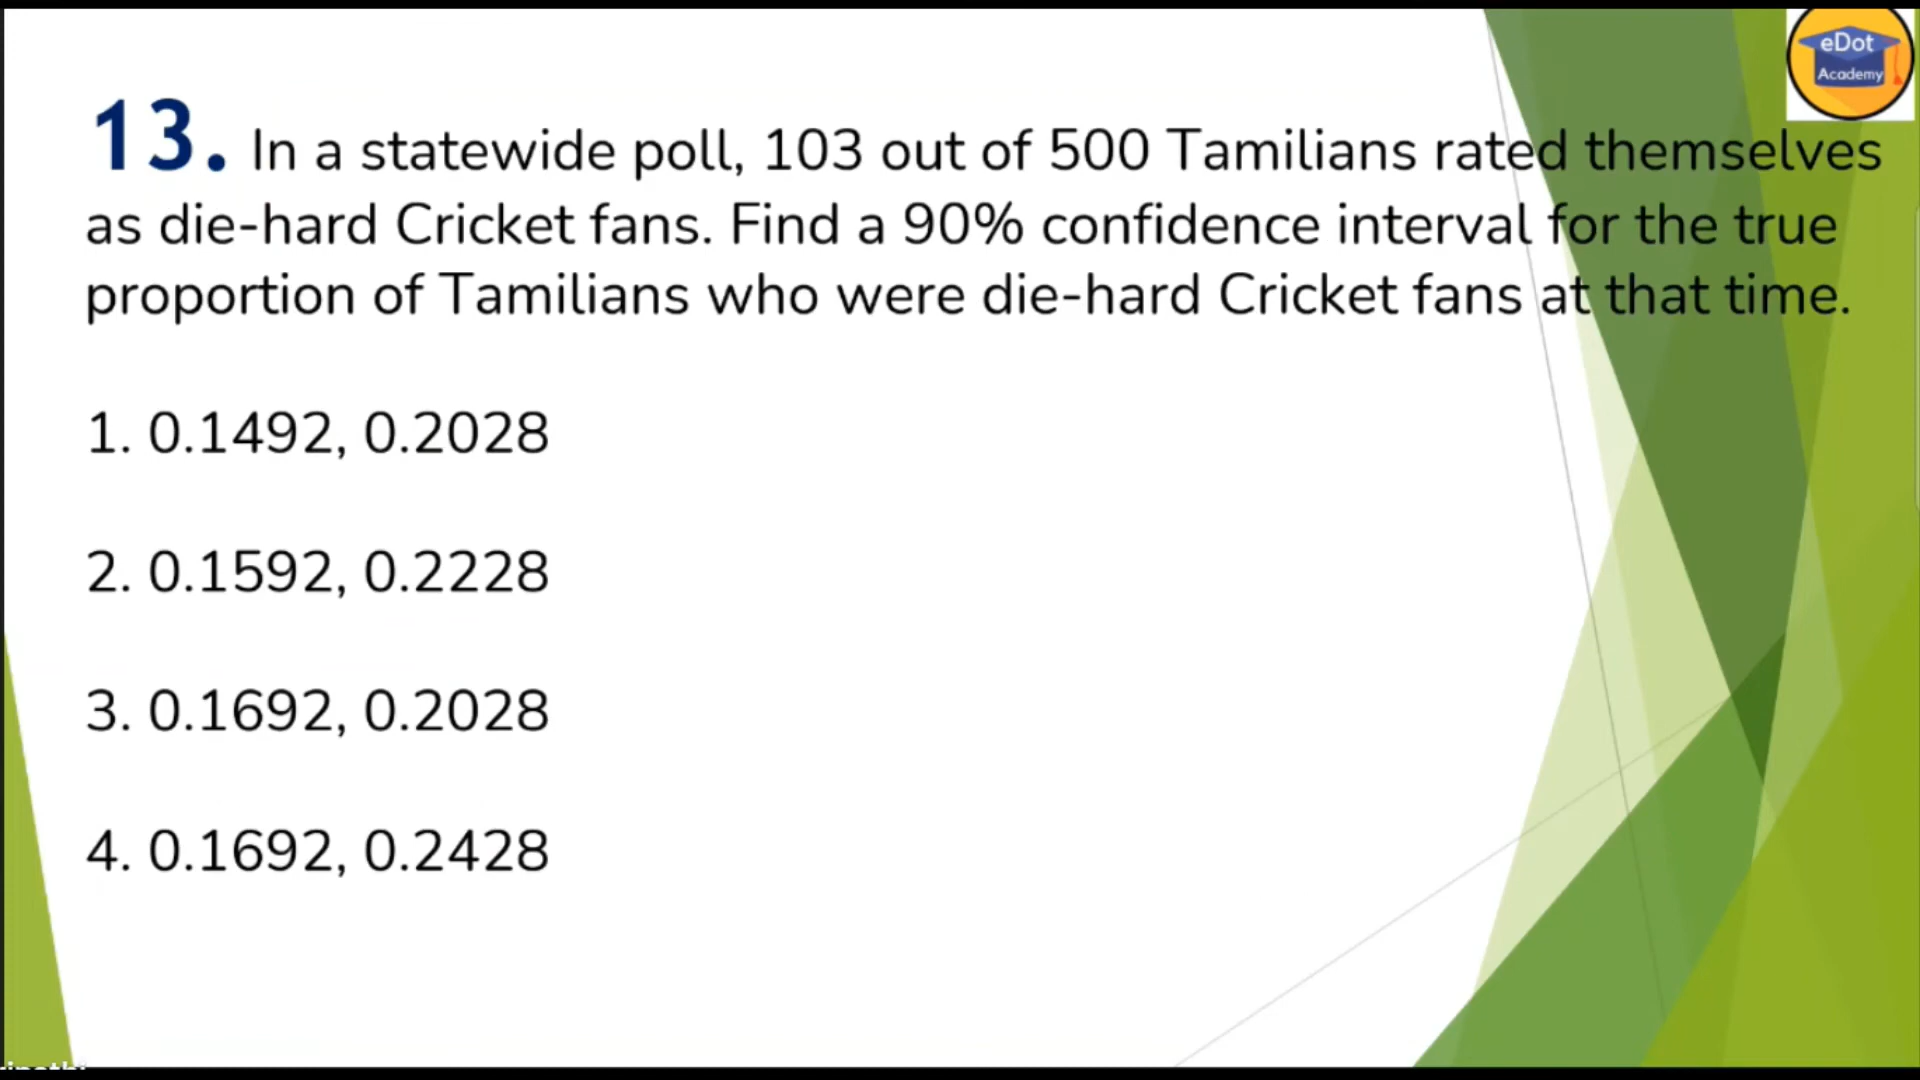 eDot
Academy
13. In a statewide poll, 103 out of 500 Tamilians rated themselves
as die-hard Cricket fans. Find a 90% confidence interval for the true
proportion of Tamilians who were die-hard Cricket fans at that time.
1. 0.1492, 0.2028
2. 0.1592, 0.2228
3. 0.1692, 0.2028
4. 0.1692, 0.2428